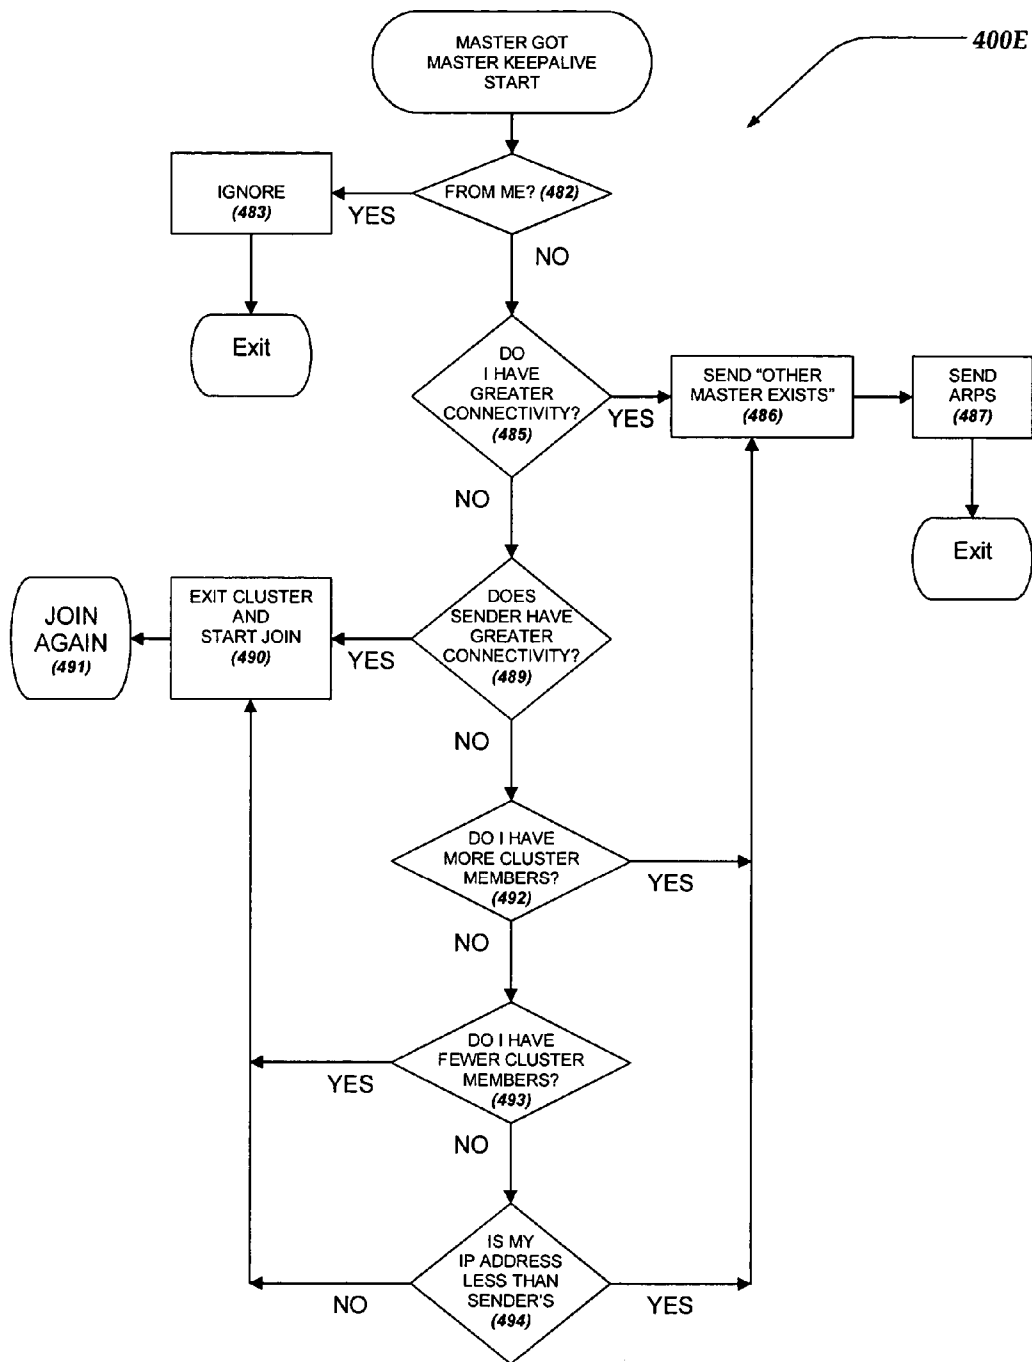 MASTER GOT
MASTER KEEPALIVE
START
400E
FROM ME? (482)
YES
IGNORE
(483)
NO
Exit
DO
I HAVE
GREATER
CONNECTIVITY?
(485)
YES
SEND "OTHER
MASTER EXISTS"
(486)
SEND
ARPS
(487)
NO
Exit
DOES
SENDER HAVE
GREATER
CONNECTIVITY?
(489)
YES
EXIT CLUSTER
AND
START JOIN
(490)
JOIN
AGAIN
(491)
NO
DO I HAVE
MORE CLUSTER
MEMBERS?
(492)
YES
NO
DO I HAVE
FEWER CLUSTER
MEMBERS?
(493)
YES
NO
IS MY
IP ADDRESS
LESS THAN
SENDER'S
(494)
NO
YES